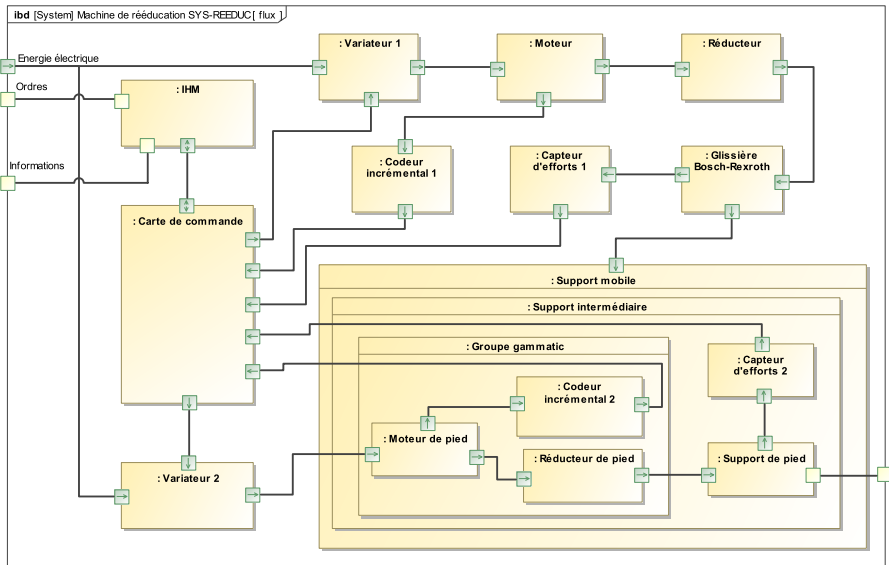 ibd [System] Machine de rééducation SYS-REEDUC[ flux ]
Energie électrique
Ordres
Informations
: Variateur 1
: Moteur
: Réducteur
: IHM
: Codeur
incrémental 1
: Capteur
d'efforts 1
: Glissière
Bosch-Rexroth
: Carte de commande
: Support mobile
: Support intermédiaire
: Groupe gammatic
: Capteur
d'efforts 2
: Codeur
incrémental 2
: Moteur de pied
: Réducteur de pied
: Support de pied
: Variateur 2